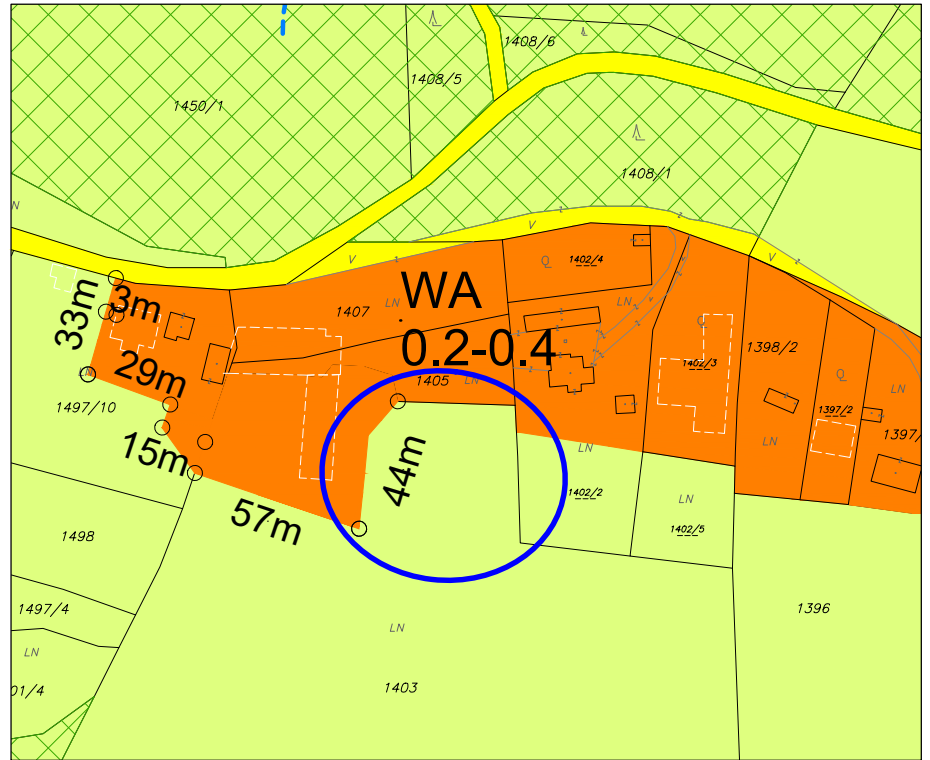 1408/6
1408/5
1450/1
1408/1
N
V
V
V
Q
1402/4
WA
0.2-0.4
LN
LN
1407
33m
3m
Q
1402/3
1398/2
29m
LN
1405
LN
Q
LN
1497/10
1397/2
1397/
15m
44m
LN
LN
57m
1402/2
LN
1402/5
1498
1497/4
1396
LN
LN
01/4
1403